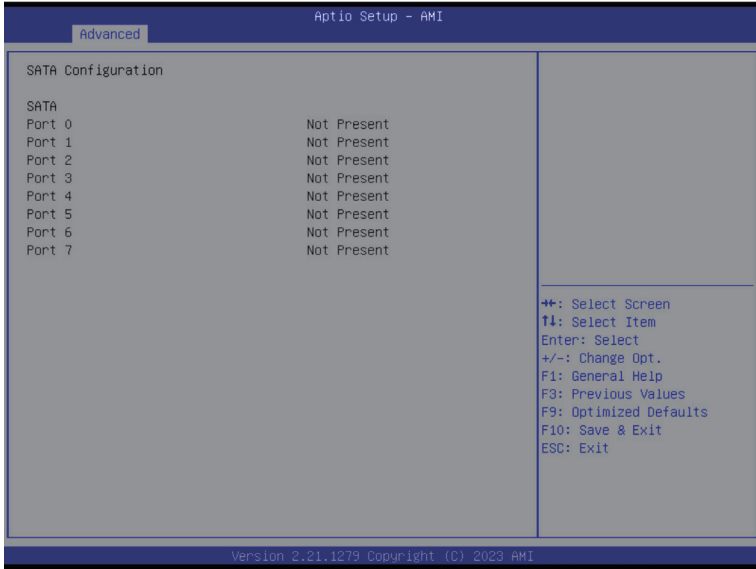 Aptio Setup – AMI
Advanced
SATA Configuration
SATA
Port 0 Not Present
Port 1 Not Present
Port 2 Not Present
Port 3 Not Present
Port 4 Not Present
Port 5 Not Present
Port 6 Not Present
Port 7 Not Present
→←: Select Screen
↑↓: Select Item
Enter: Select
+/-: Change Opt.
F1: General Help
F3: Previous Values
F9: Optimized Defaults
F10: Save & Exit
ESC: Exit
Version 2.21.1279 Copyright (C) 2023 AMI